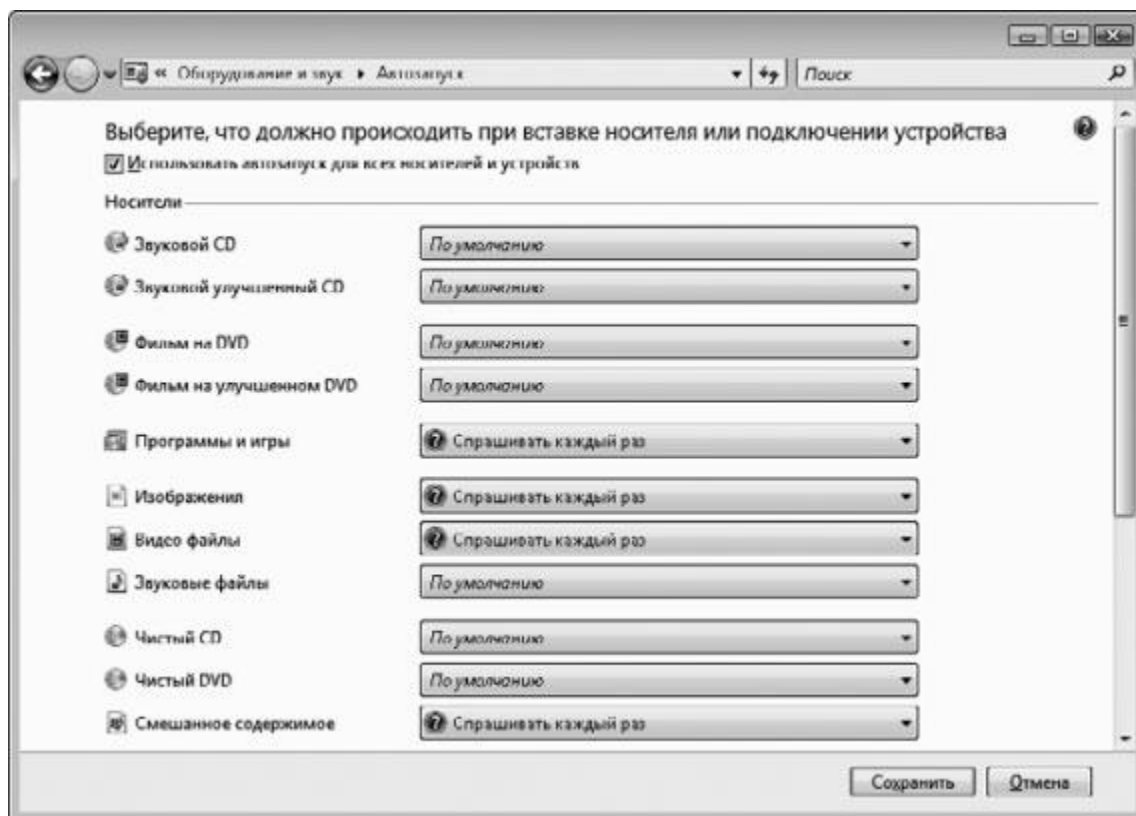 « Оборудование и звук ▸ Автозапуск
Поиск
Выберите, что должно происходить при вставке носителя или подключении устройства
Использовать автозапуск для всех носителей и устройств
Носители
Звуковой CD По умолчанию
Звуковой улучшенный CD По умолчанию
Фильм на DVD По умолчанию
Фильм на улучшенном DVD По умолчанию
Программы и игры Спрашивать каждый раз
Изображения Спрашивать каждый раз
Видео файлы Спрашивать каждый раз
Звуковые файлы По умолчанию
Чистый CD По умолчанию
Чистый DVD По умолчанию
Смешанное содержимое Спрашивать каждый раз
Сохранить Отмена